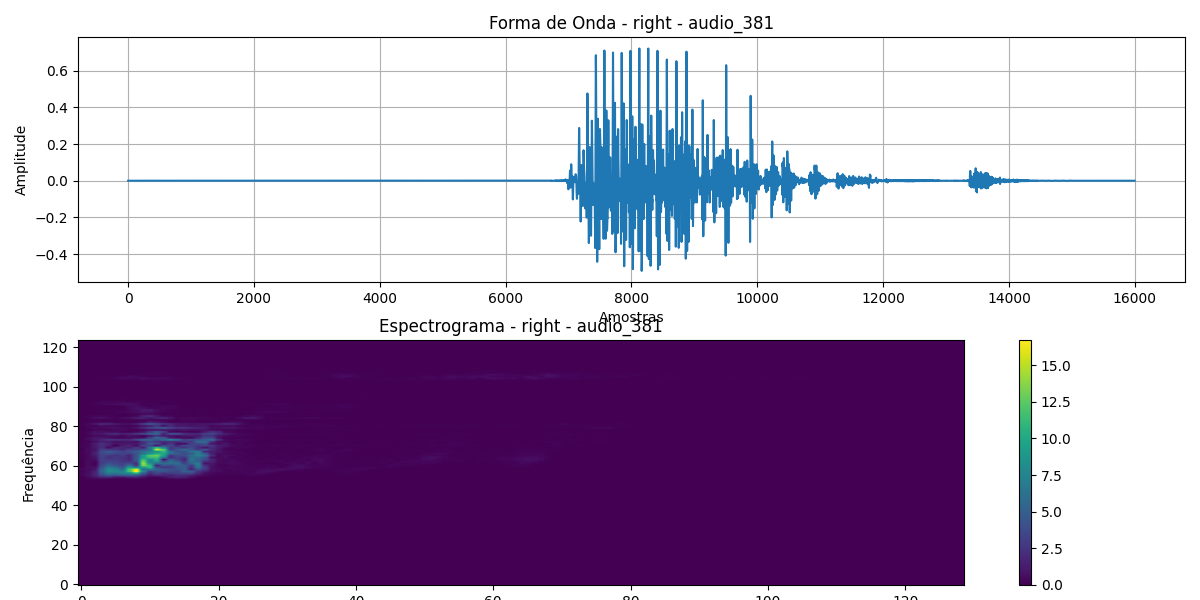 Forma de Onda - right - audio_381
Amplitude
0.6
0.4
0.2
0.0
−0.2
−0.4
0 2000 4000 6000 8000 10000 12000 14000 16000
Amostras
Espectrograma - right - audio_381
Frequência
120
100
80
60
40
20
0
0 20 40 60 80 100 120
15.0
12.5
10.0
7.5
5.0
2.5
0.0